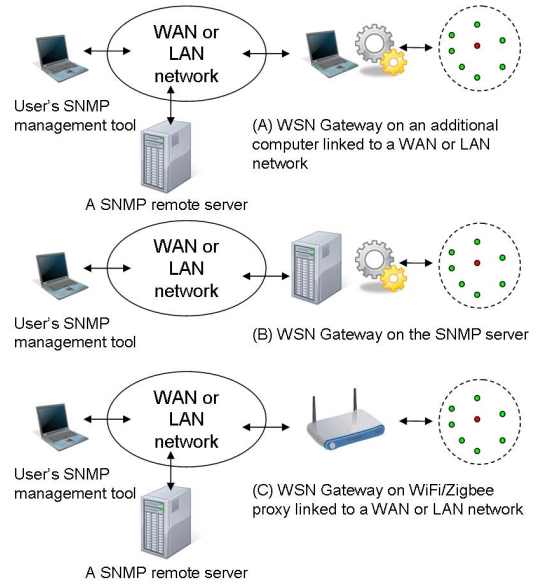 WAN or
LAN
network
User's SNMP
management tool
(A) WSN Gateway on an additional
computer linked to a WAN or LAN
network
A SNMP remote server
WAN or
LAN
network
User's SNMP
management tool
(B) WSN Gateway on the SNMP server
WAN or
LAN
network
User's SNMP
management tool
(C) WSN Gateway on WiFi/Zigbee
proxy linked to a WAN or LAN network
A SNMP remote server